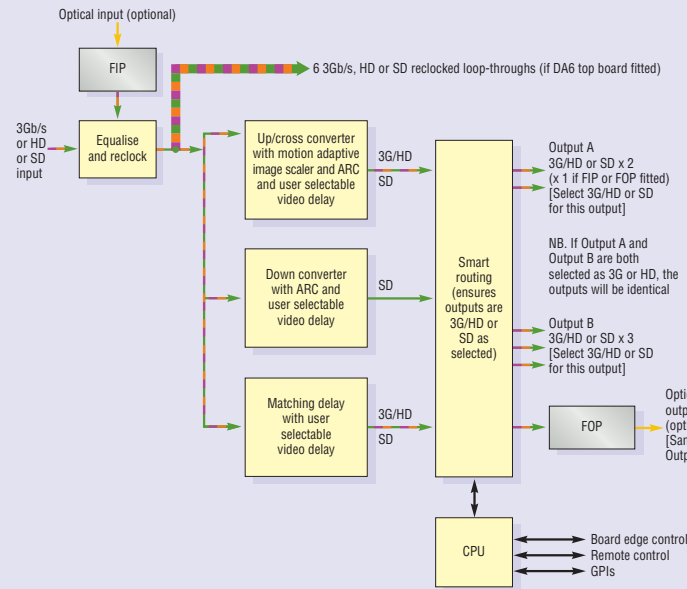 Optical input (optional)
FIP
6 3Gb/s, HD or SD reclocked loop-throughs (if DA6 top board fitted)
3Gb/s
or HD
or SD
input
Equalise
and reclock
Up/cross converter
with motion adaptive
image scaler and ARC
and user selectable
video delay
3G/HD
SD
Down converter
with ARC and
user selectable
video delay
SD
Matching delay
with user
selectable
video delay
3G/HD
SD
Smart
routing
(ensures
outputs are
3G/HD or
SD as
selected)
Output A
3G/HD or SD x 2
(x 1 if FIP or FOP fitted)
[Select 3G/HD or SD
for this output]
NB. If Output A and
Output B are both
selected as 3G or HD, the
outputs will be identical
Output B
3G/HD or SD x 3
[Select 3G/HD or SD
for this output]
FOP
CPU
Board edge control
Remote control
GPIs